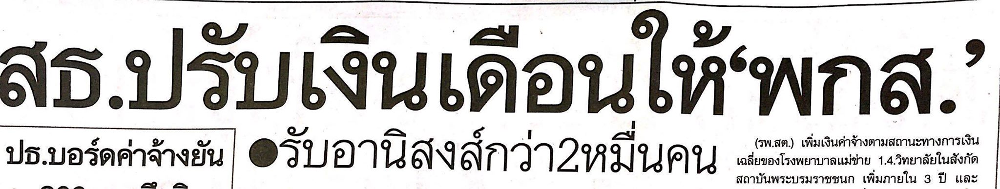 สธ.ปรับเงินเดือนให้‘พกส.’
ปธ.บอร์ดค่าจ้างยัน
●รับอานิสงส์กว่า2หมื่นคน
(รพ.สต.) เพิ่มเงินค่าจ้างตามสถานะทางการเงิน
เฉลี่ยของโรงพยาบาลแม่ข่าย 1.4.วิทยาลัยในสังกัด
สถาบันพระบรมราชชนก เพิ่มภายใน 3 ปี และ